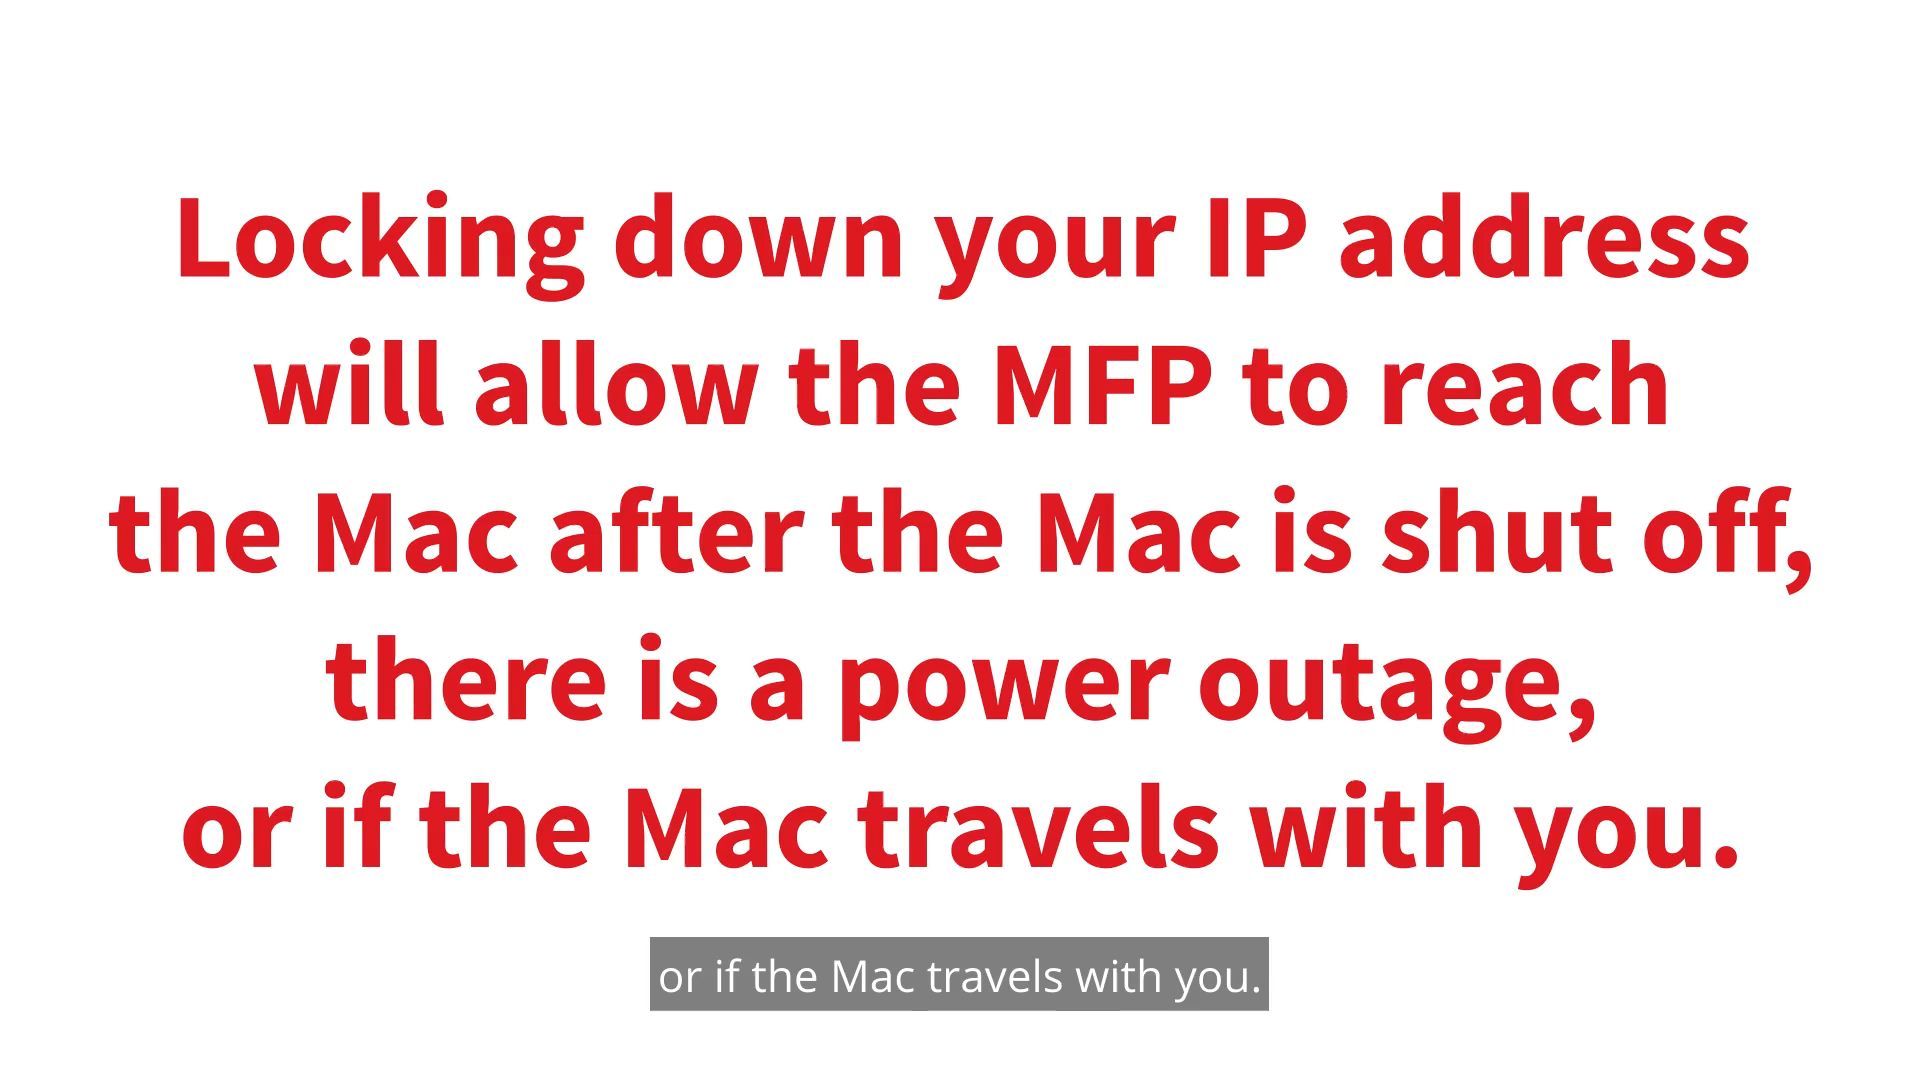 Locking down your IP address
will allow the MFP to reach
the Mac after the Mac is shut off,
there is a power outage,
or if the Mac travels with you.
or if the Mac travels with you.